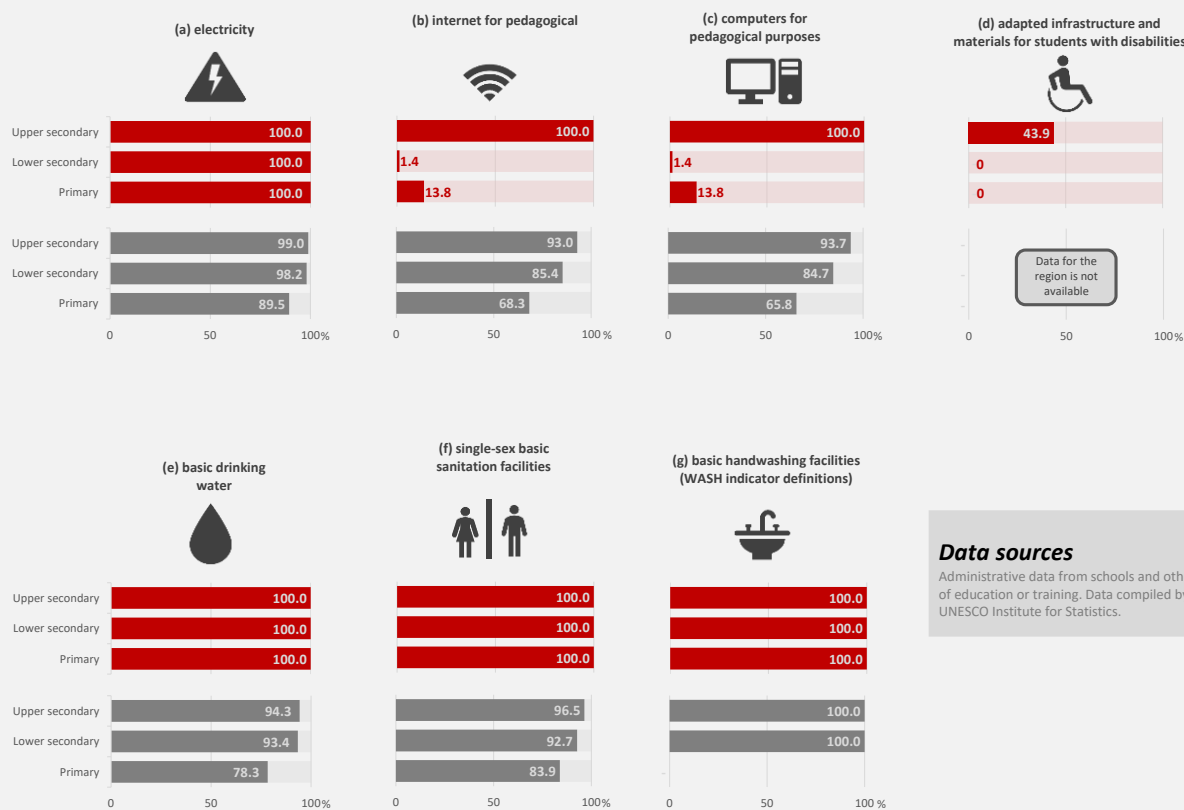 (a) electricity
(b) internet for pedagogical
(c) computers for
pedagogical purposes
(d) adapted infrastructure and
materials for students with disabilities
Upper secondary
100.0
100.0
100.0
43.9
Lower secondary
100.0
1.4
1.4
0
Primary
100.0
13.8
13.8
0
Upper secondary
99.0
93.0
93.7
Lower secondary
98.2
85.4
84.7
Primary
89.5
68.3
65.8
Data for the
region is not
available
0 50 100%
0 50 100%
0 50 100%
0 50 100%
(e) basic drinking
water
(f) single-sex basic
sanitation facilities
(g) basic handwashing facilities
(WASH indicator definitions)
Upper secondary
100.0
100.0
100.0
Lower secondary
100.0
100.0
100.0
Primary
100.0
100.0
100.0
Upper secondary
94.3
96.5
100.0
Lower secondary
93.4
92.7
100.0
Primary
78.3
83.9
0 50 100%
0 50 100%
0 50 100 %
Data sources
Administrative data from schools and
of education or training. Data compiled
UNESCO Institute for Statistics.